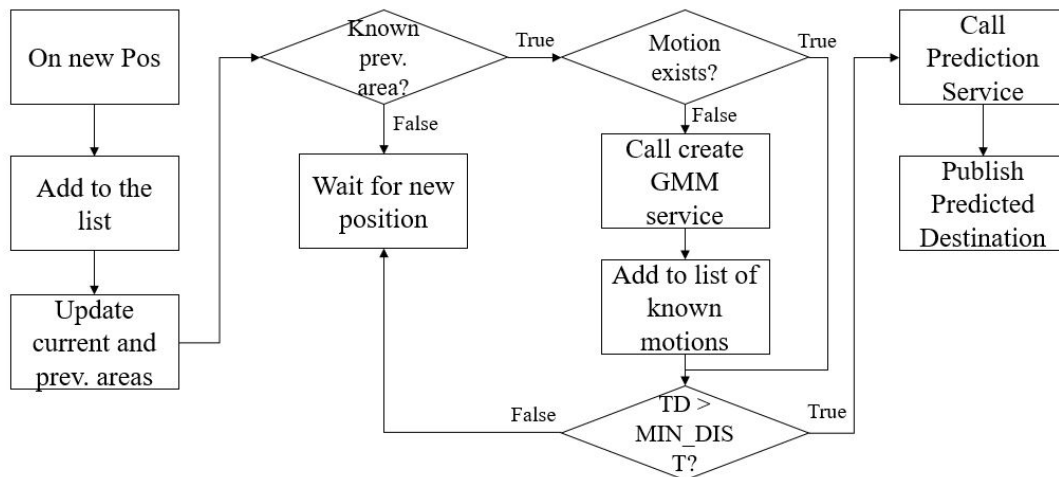 On new Pos
Add to the
list
Update
current and
prev. areas
Known
prev.
area?
True
False
Wait for new
position
Motion
exists?
True
False
Call create
GMM
service
Add to list of
known
motions
TD >
MIN_DIS
T?
False
True
Call
Prediction
Service
Publish
Predicted
Destination